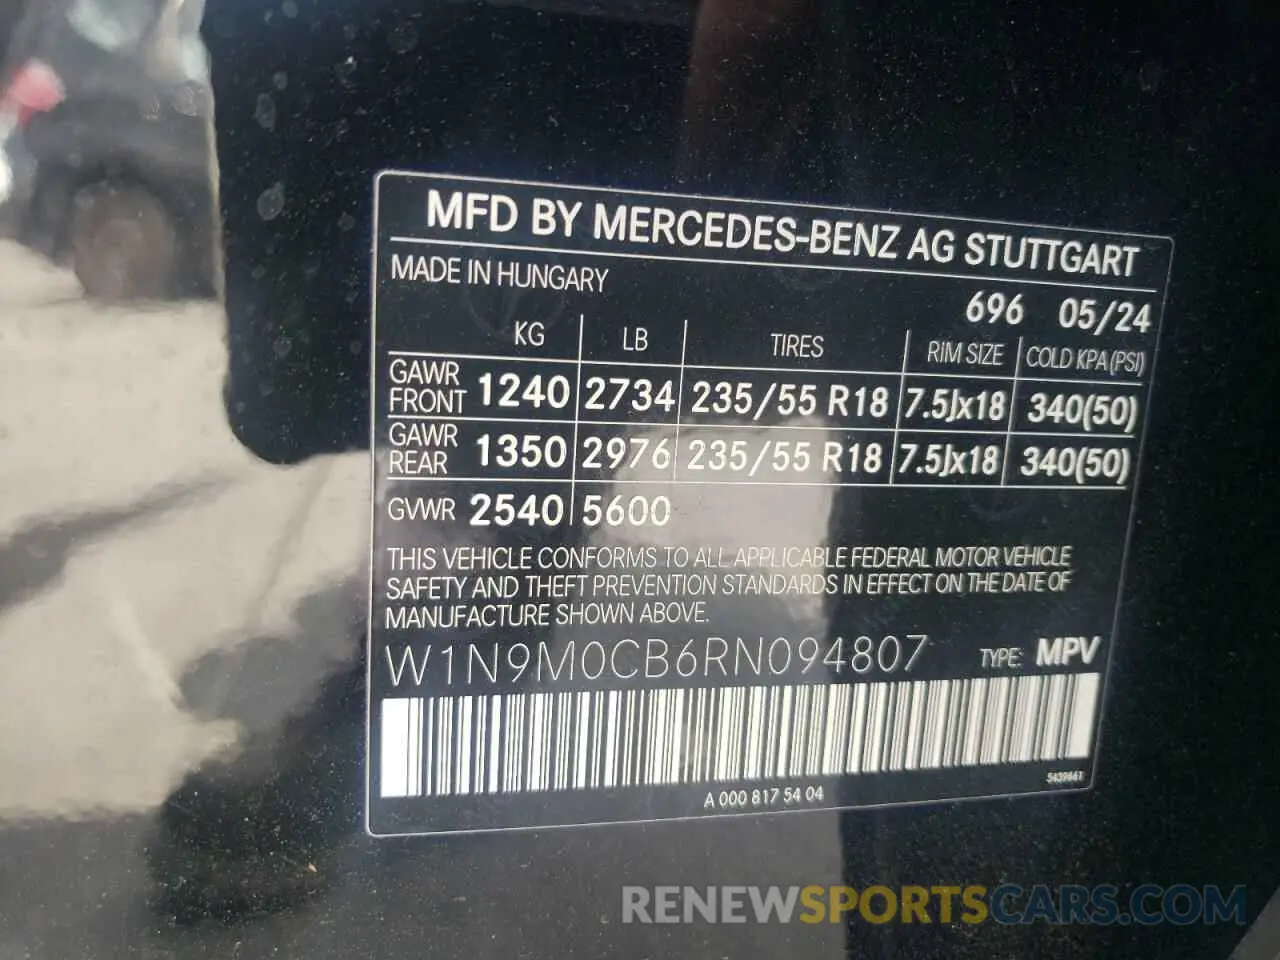 MFD BY MERCEDES-BENZ AG STUTTGART
MADE IN HUNGARY
696 05/24
KG LB TIRES RIM SIZE COLD KPA(PSI)
GAWR FRONT 1240 2734 235/55 R18 7.5Jx18 340(50)
GAWR REAR 1350 2976 235/55 R18 7.5Jx18 340(50)
GVWR 2540 5600
THIS VEHICLE CONFORMS TO ALL APPLICABLE FEDERAL MOTOR VEHICLE
SAFETY AND THEFT PREVENTION STANDARDS IN EFFECT ON THE DATE OF
MANUFACTURE SHOWN ABOVE.
W1N9M0CB6RN094807 TYPE: MPV
5439661
A 000 817 54 04
RENEWSPORTSCARS.COM